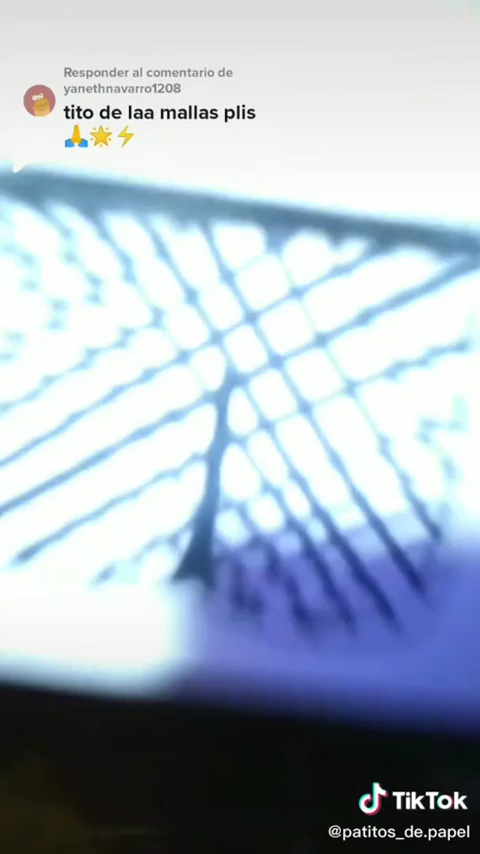 Responder al comentario de
yanethnavarro1208
tito de laa mallas plis
🙏🌟⚡
TikTok
@patitos_de.papel